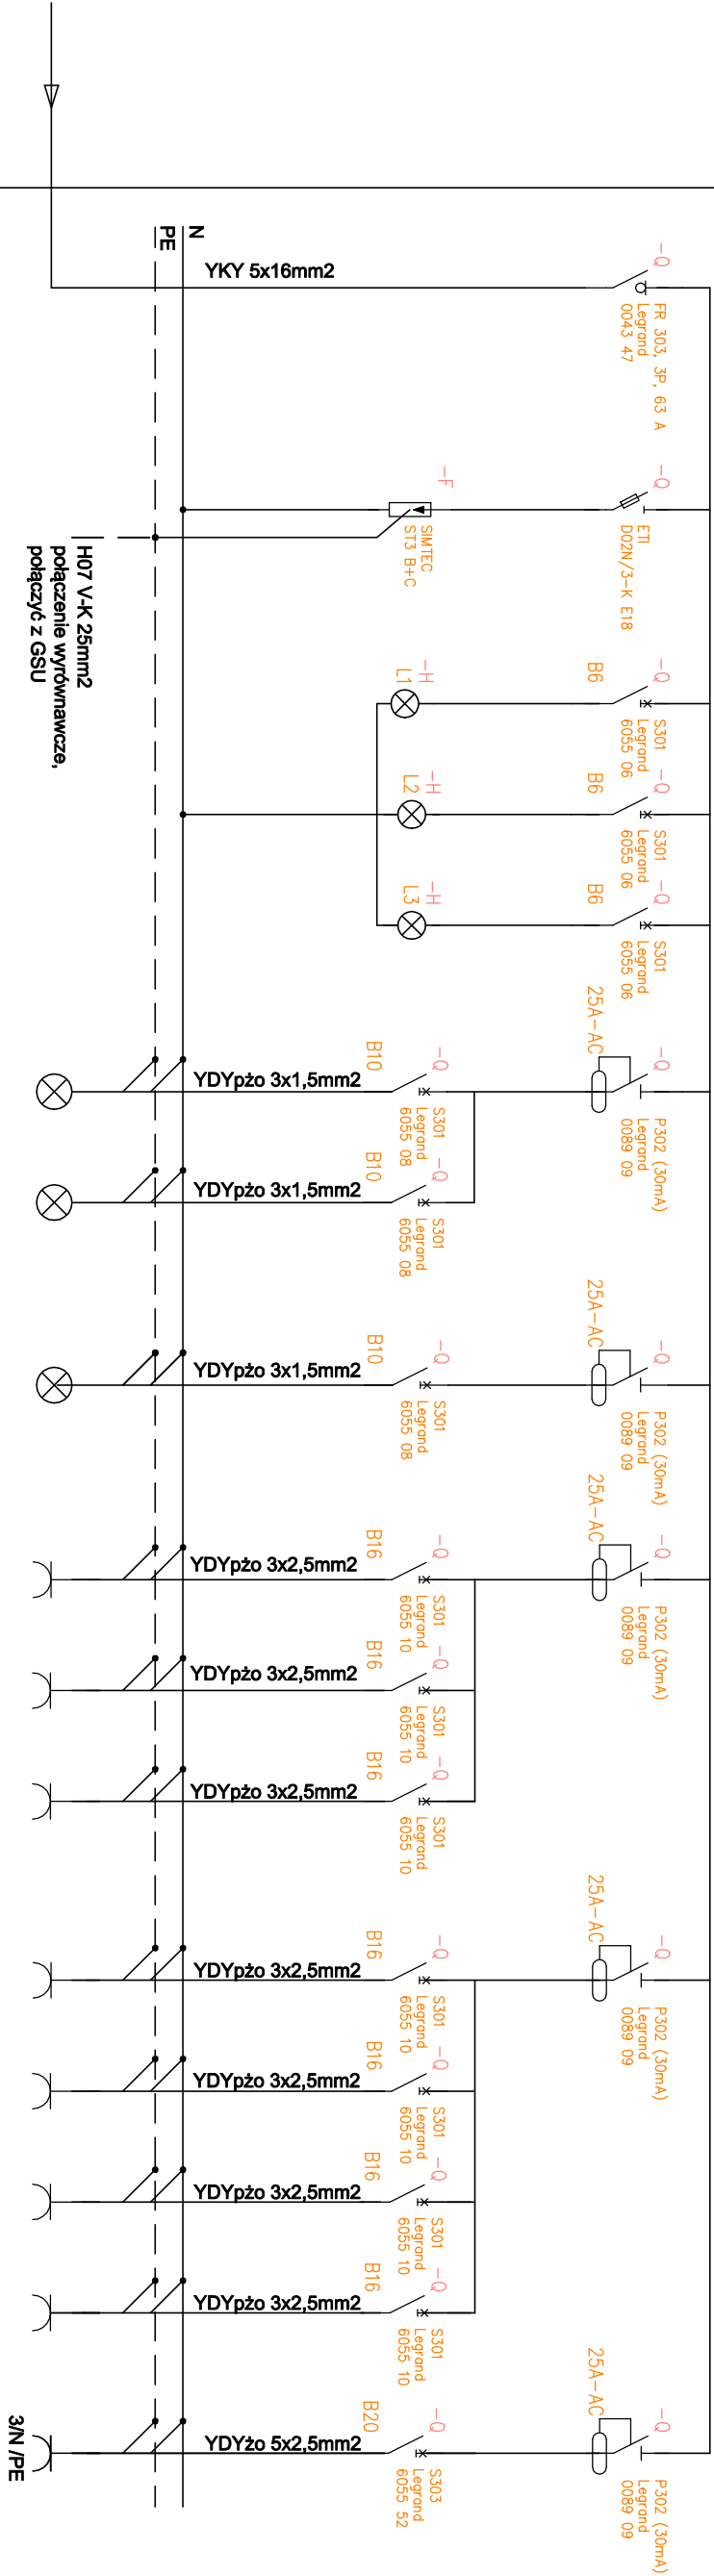 N
PE
YKY 5x16mm2
-Q
FR 303, 3P, 63 A
Legrand
0043 47
-Q
ETI
D02N/3-K E18
-F
SIMTEC
ST3 B+C
H07 V-K 25mm2
połączenie wyrównawcze,
połączyć z GSU
-Q
B6
S301
Legrand
6055 06
-H
L1
-Q
B6
S301
Legrand
6055 06
-H
L2
-Q
B6
S301
Legrand
6055 06
-H
L3
25A-AC
-Q
P302 (30mA)
Legrand
0089 09
B10
-Q
S301
Legrand
6055 08
YDYpżo 3x1,5mm2
B10
-Q
S301
Legrand
6055 08
YDYpżo 3x1,5mm2
25A-AC
-Q
P302 (30mA)
Legrand
0089 09
B10
-Q
S301
Legrand
6055 08
YDYpżo 3x1,5mm2
25A-AC
-Q
P302 (30mA)
Legrand
0089 09
B16
-Q
S301
Legrand
6055 10
YDYpżo 3x2,5mm2
B16
-Q
S301
Legrand
6055 10
YDYpżo 3x2,5mm2
B16
-Q
S301
Legrand
6055 10
YDYpżo 3x2,5mm2
25A-AC
-Q
P302 (30mA)
Legrand
0089 09
B16
-Q
S301
Legrand
6055 10
YDYpżo 3x2,5mm2
B16
-Q
S301
Legrand
6055 10
YDYpżo 3x2,5mm2
B16
-Q
S301
Legrand
6055 10
YDYpżo 3x2,5mm2
B16
-Q
S301
Legrand
6055 10
YDYpżo 3x2,5mm2
25A-AC
-Q
P302 (30mA)
Legrand
0089 09
B20
-Q
S303
Legrand
6055 52
YDYżo 5x2,5mm2
3/N /PE